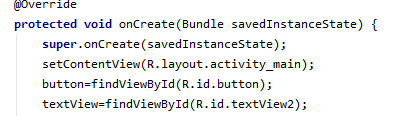 @Override
protected void onCreate(Bundle savedInstanceState) {
super.onCreate(savedInstanceState);
setContentView(R.layout.activity_main);
button=findViewById(R.id.button);
textView=findViewById(R.id.textView2);